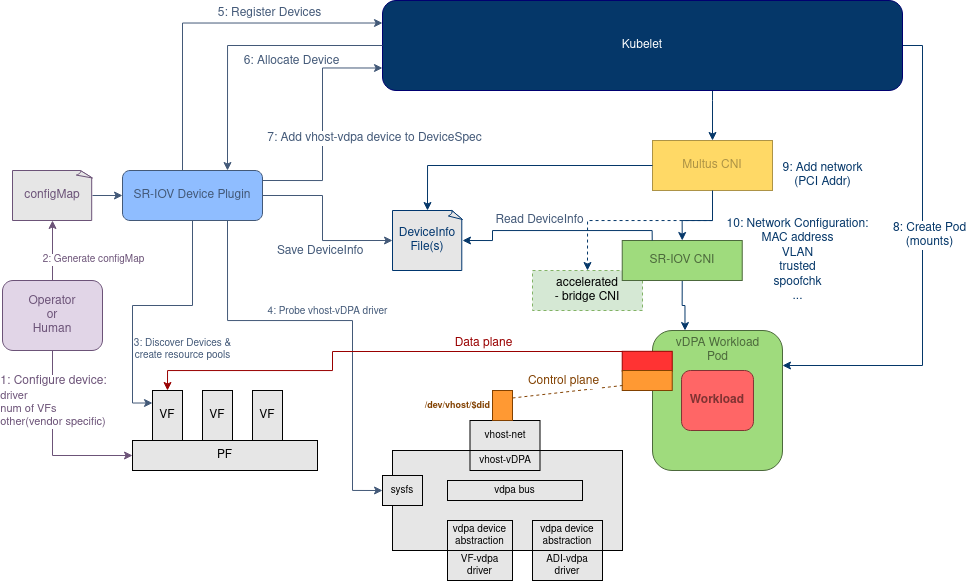 5: Register Devices
Kubelet
6: Allocate Device
7: Add vhost-vdpa device to DeviceSpec
Multus CNI
9: Add network
(PCI Addr)
configMap
SR-IOV Device Plugin
Read DeviceInfo
10: Network Configuration:
MAC address
VLAN
trusted
spoofchk
...
8: Create Pod
(mounts)
DeviceInfo
File(s)
Save DeviceInfo
SR-IOV CNI
2: Generate configMap
accelerated
- bridge CNI
Operator
or
Human
4: Probe vhost-vDPA driver
3: Discover Devices &
create resource pools
Data plane
vDPA Workload
Pod
1: Configure device:
driver
num of VFs
other(vendor specific)
Control plane
Workload
/dev/vhost/$did
VF
VF
VF
vhost-net
PF
vhost-vDPA
sysfs
vdpa bus
vdpa device
abstraction
vdpa device
abstraction
VF-vdpa
driver
ADI-vdpa
driver